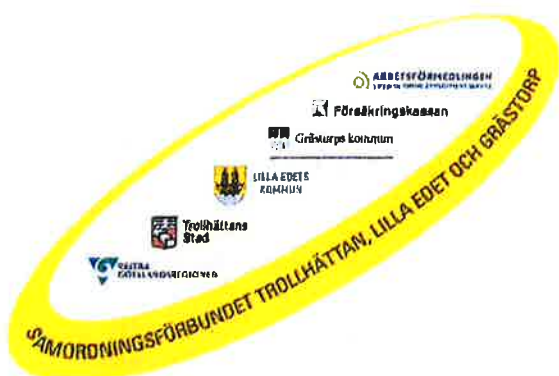 ARBETSFÖRMEDLINGEN
Försäkringskassan
Grästorps kommun
LILLA EDETS
KOMMUN
Trollhättans
Stad
VÄSTRA
GÖTALANDSREGIONEN
SAMORDNINGSFÖRBUNDET TROLLHÄTTAN, LILLA EDET OCH GRÄSTORP